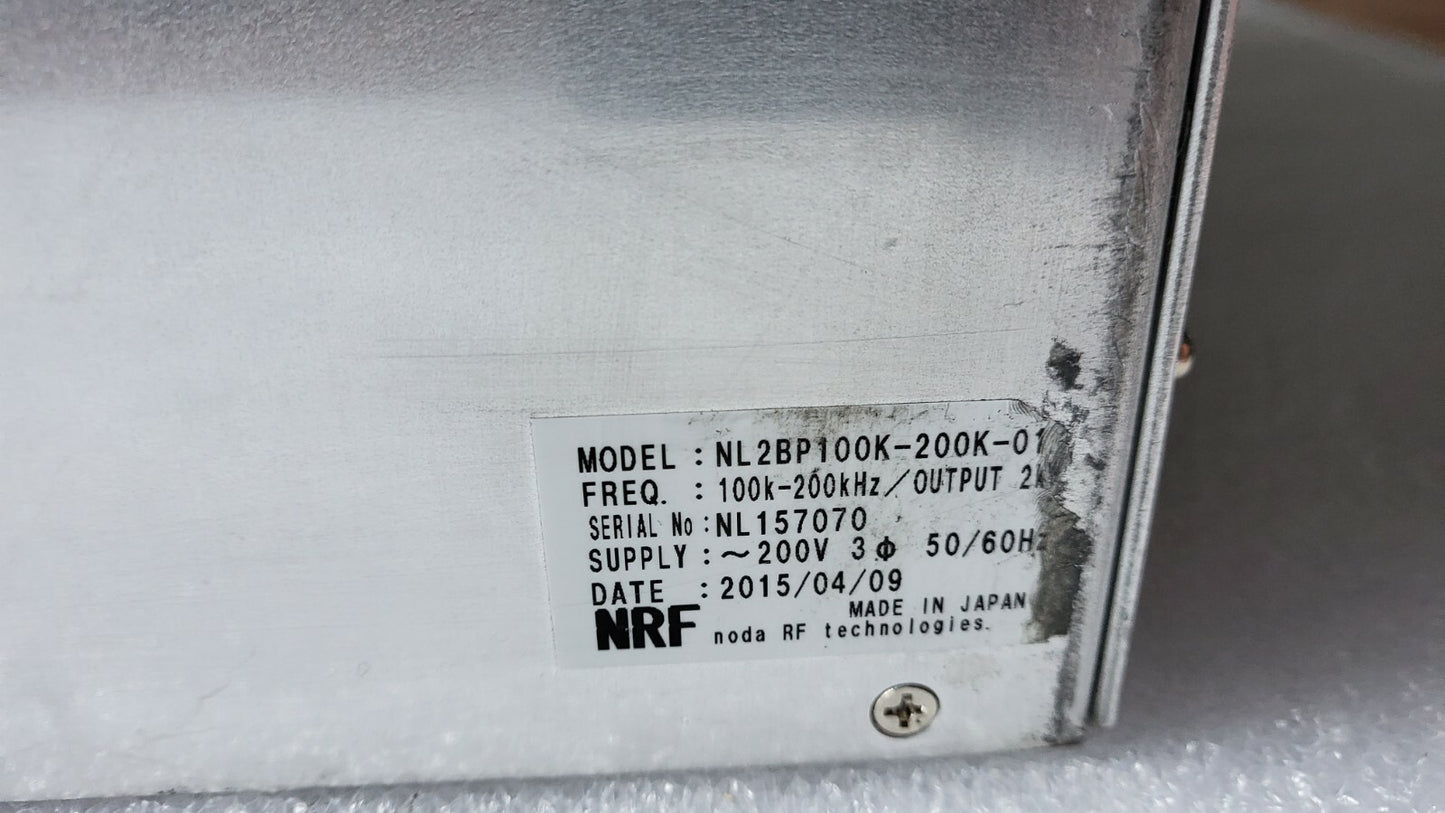 MODEL : NL2BP100K-200K-01
FREQ. : 100k-200kHz/OUTPUT 2k
SERIAL No : NL157070
SUPPLY : ~200V 3Φ 50/60Hz
DATE : 2015/04/09
MADE IN JAPAN
NRF noda RF technologies.